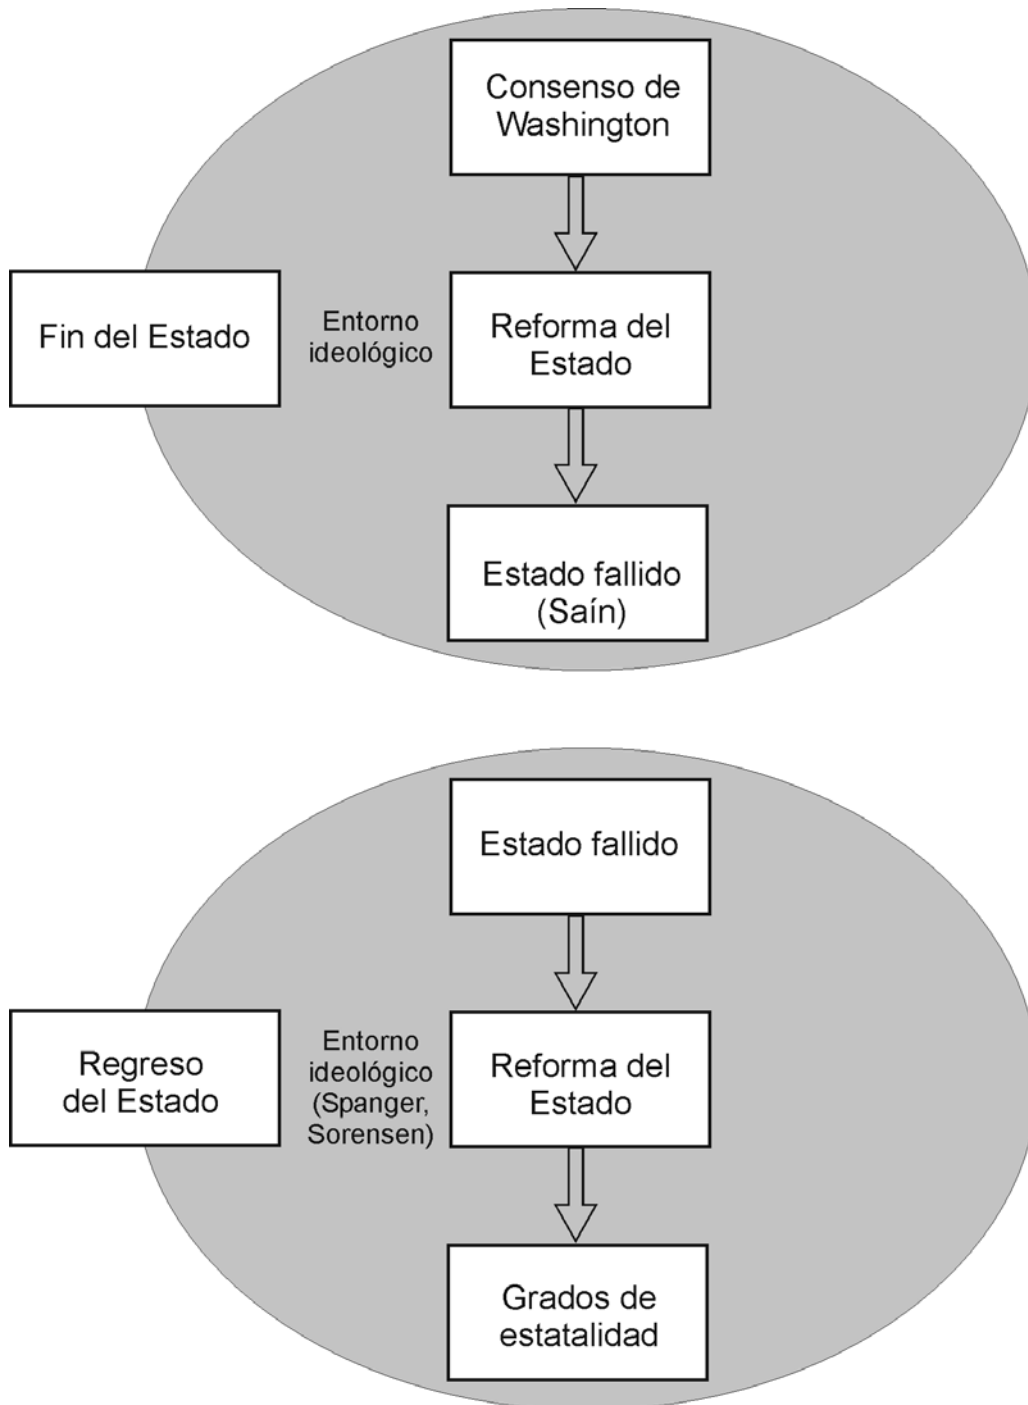 Consenso de
Washington
Fin del Estado
Entorno
ideológico
Reforma del
Estado
Estado fallido
(Saín)
Estado fallido
Regreso
del Estado
Entorno
ideológico
(Spanger,
Sorensen)
Reforma del
Estado
Grados de
estatalidad